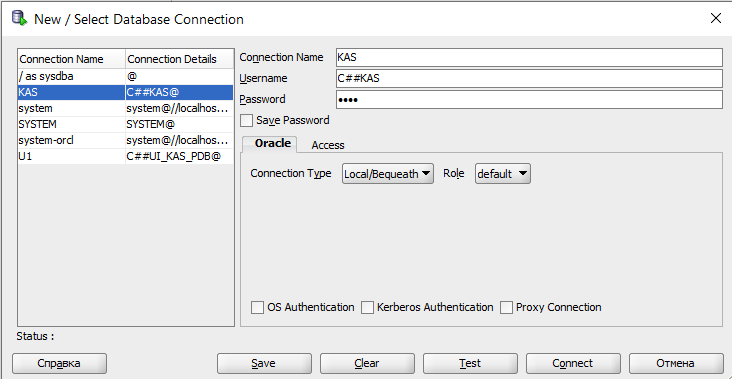 New / Select Database Connection
Connection Name Connection Details
/ as sysdba @
KAS C##KAS@
system system@//localhos...
SYSTEM SYSTEM@
system-orcl system@//localhos...
U1 C##UI_KAS_PDB@
Connection Name KAS
Username C##KAS
Password ••••
Save Password
Oracle Access
Connection Type Local/Bequeath Role default
OS Authentication Kerberos Authentication Proxy Connection
Status :
Справка Save Clear Test Connect Отмена